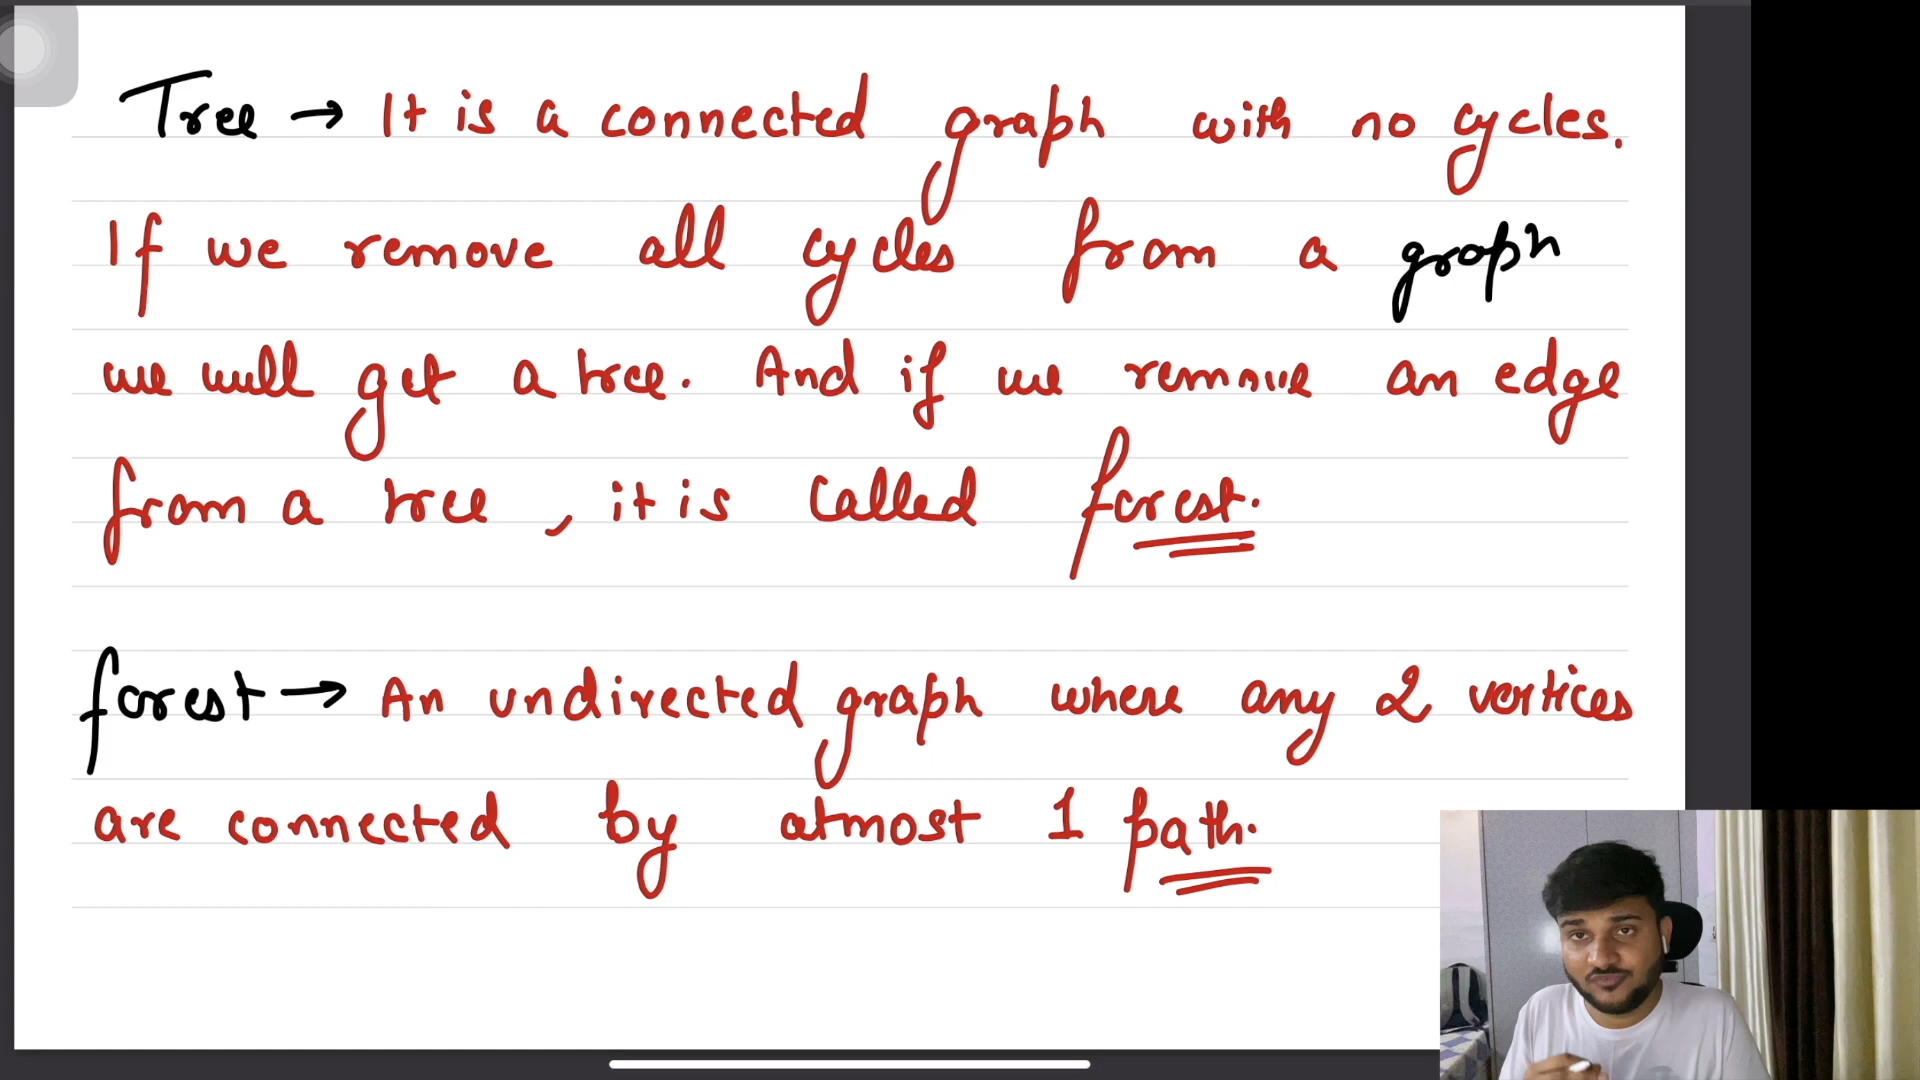 Tree → It is a connected graph with no cycles.
If we remove all cycles from a graph
we will get a tree. And if we remove an edge
from a tree, it is called forest.
forest → An undirected graph where any 2 vertices
are connected by atmost 1 path.